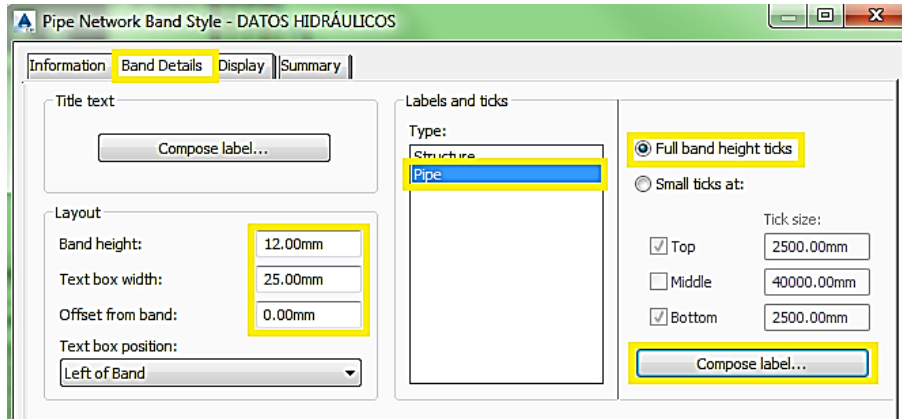 Pipe Network Band Style - DATOS HIDRÁULICOS
Information Band Details Display Summary
Title text
Compose label...
Layout
Band height: 12.00mm
Text box width: 25.00mm
Offset from band: 0.00mm
Text box position:
Left of Band
Labels and ticks
Type:
Structure
Pipe
Full band height ticks
Small ticks at:
Tick size:
Top 2500.00mm
Middle 40000.00mm
Bottom 2500.00mm
Compose label...